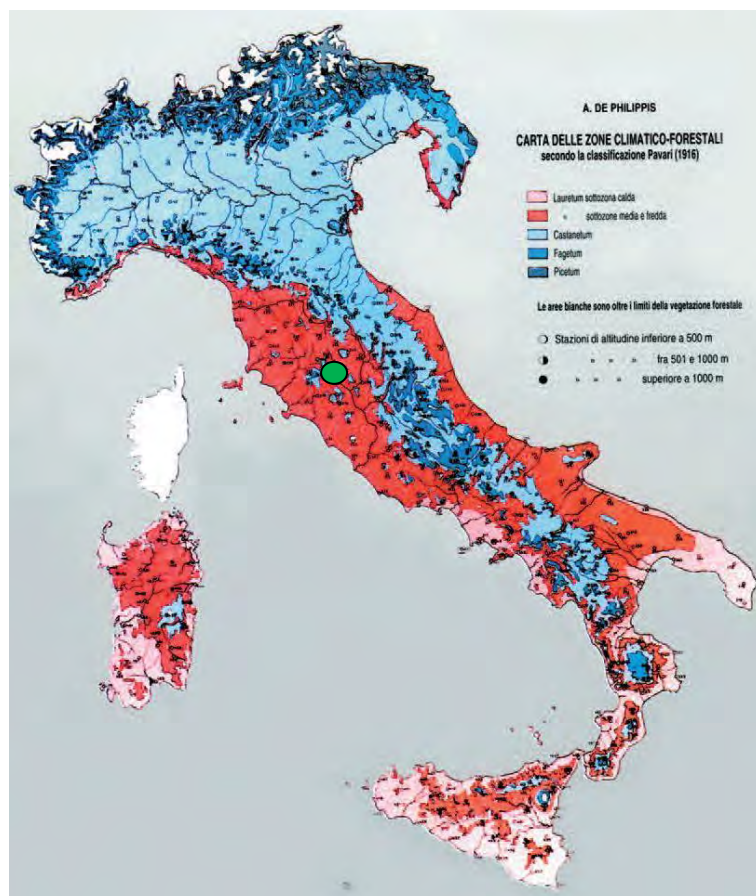 A. DE PHILIPPIS
CARTA DELLE ZONE CLIMATICO-FORESTALI
secondo la classificazione Pavari (1916)
Lauretum sottozona calda
" sottozone media e fredda
Castanetum
Fagetum
Picetum
Le aree bianche sono oltre i limiti della vegetazione forestale
Stazioni di altitudine inferiore a 500 m
» » » fra 501 e 1000 m
» » » superiore a 1000 m